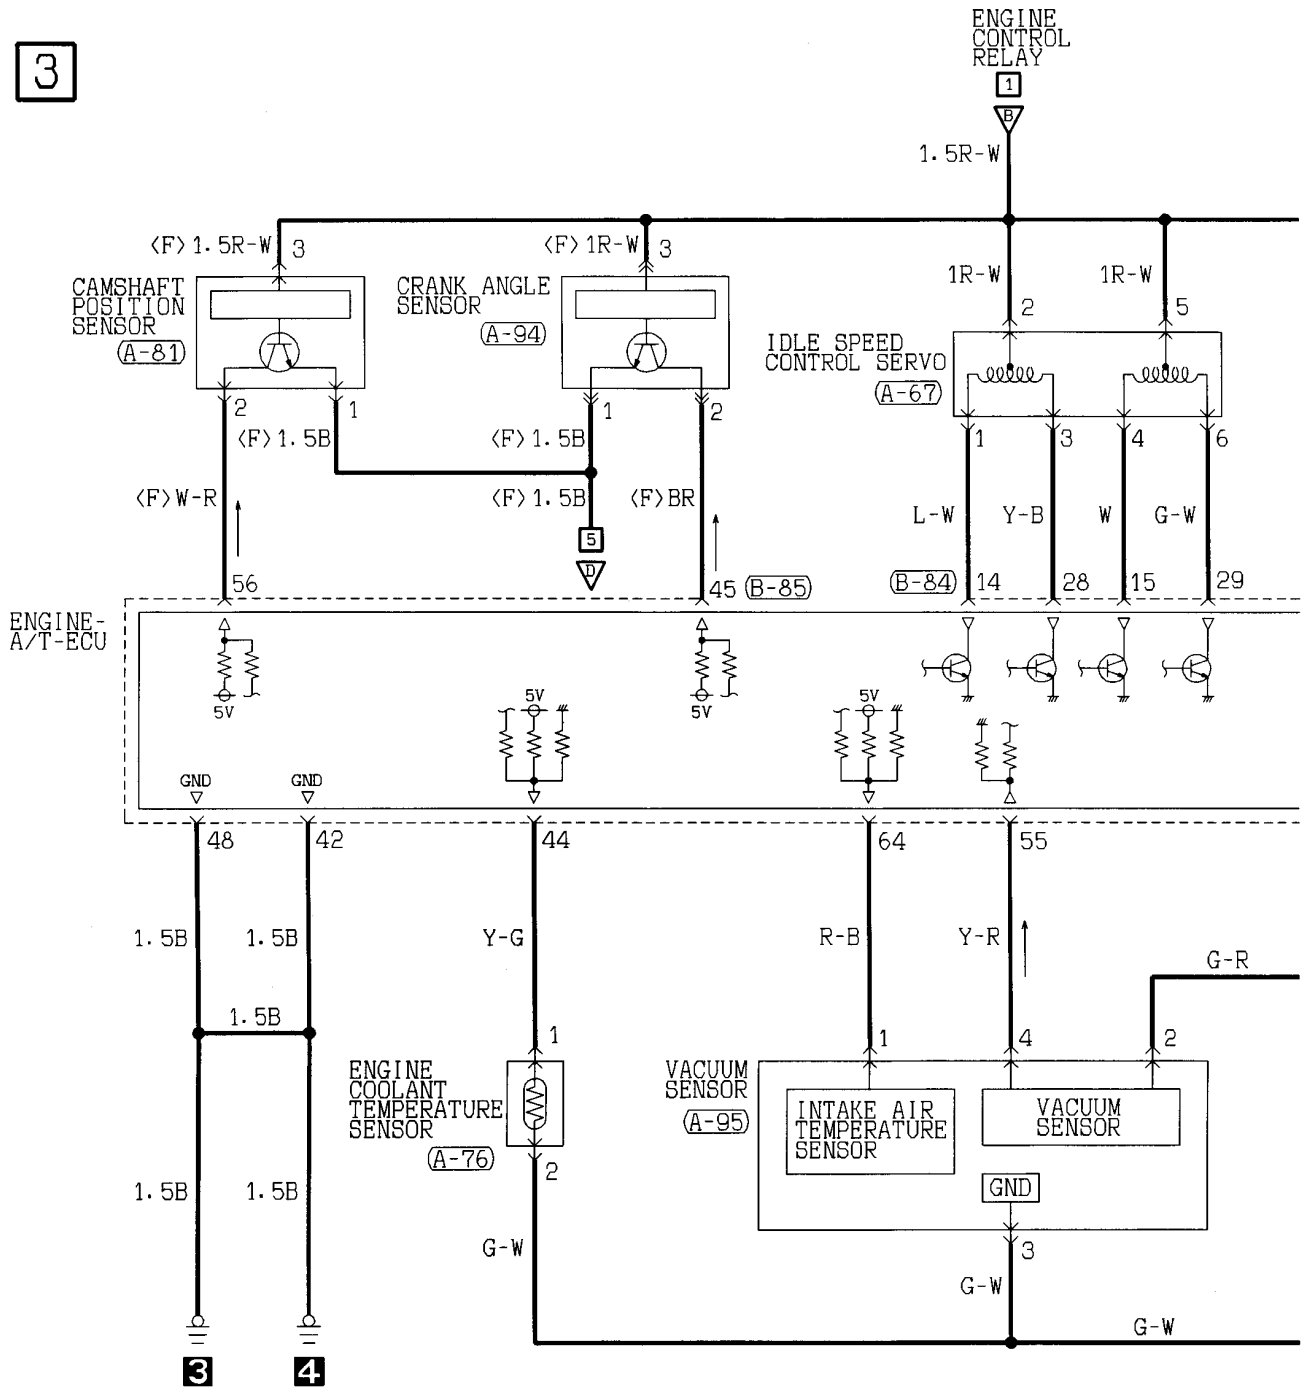 3
ENGINE
CONTROL
RELAY
1
B
1.5R-W
<F>1.5R-W 3
<F>1R-W 3
1R-W
2
1R-W
5
CAMSHAFT
POSITION
SENSOR
(A-81)
CRANK ANGLE
SENSOR
(A-94)
IDLE SPEED
CONTROL SERVO
(A-67)
2
1
1
2
1
3
4
6
<F>1.5B
<F>1.5B
<F>W-R
<F>1.5B
<F>BR
L-W
Y-B
W
G-W
5
D
56
45 (B-85)
(B-84) 14
28
15
29
ENGINE-
A/T-ECU
5V
5V
5V
5V
GND
GND
48
42
44
64
55
1.5B
1.5B
Y-G
R-B
Y-R
G-R
1.5B
1
1
4
2
ENGINE
COOLANT
TEMPERATURE
SENSOR
(A-76)
VACUUM
SENSOR
(A-95)
INTAKE AIR
TEMPERATURE
SENSOR
VACUUM
SENSOR
GND
2
1.5B
1.5B
G-W
3
G-W
G-W
3
4